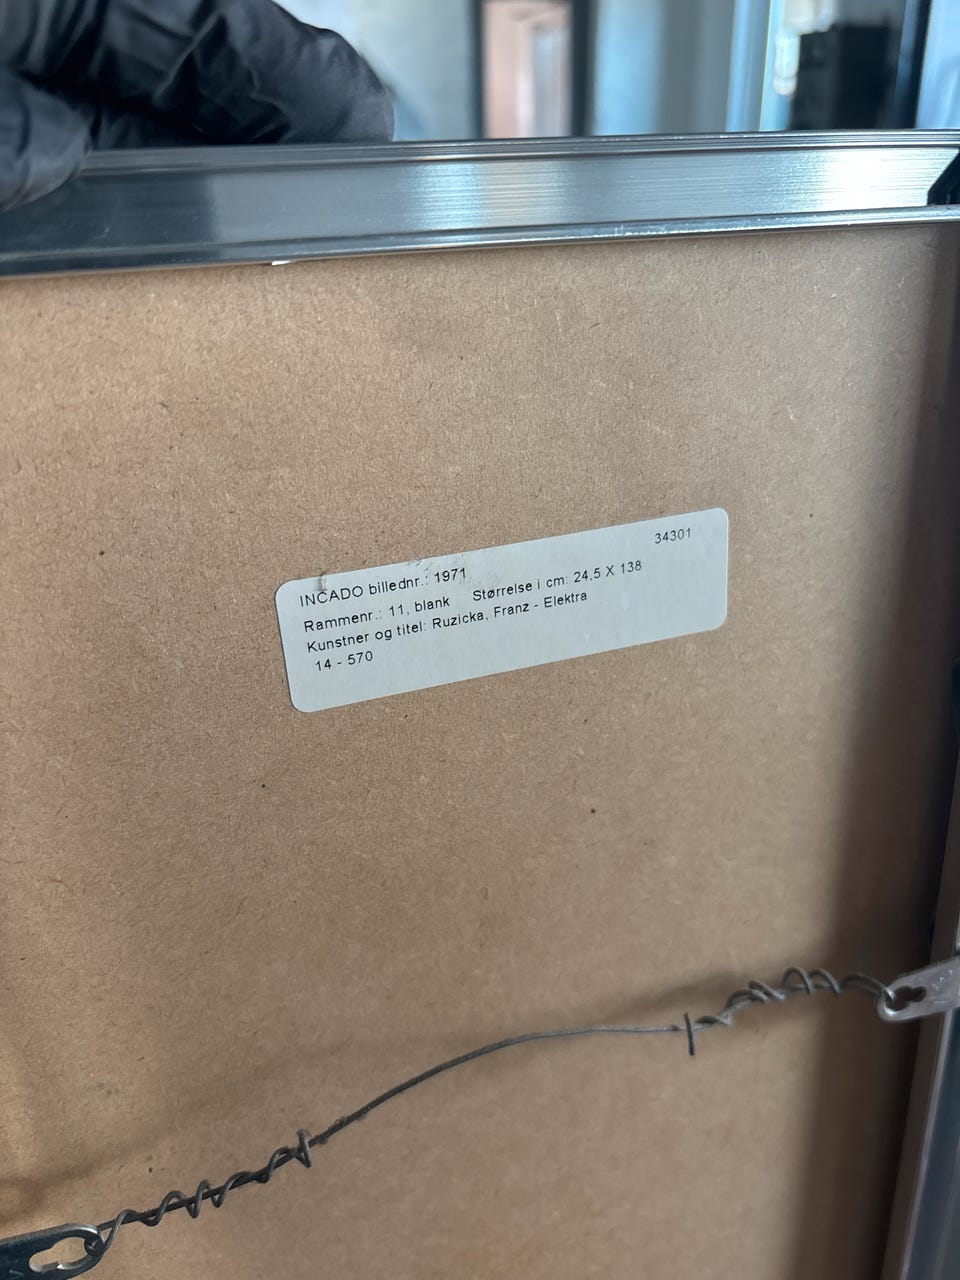 34301
INCADO billednr.: 1971
Rammenr.: 11, blank Størrelse i cm: 24,5 X 138
Kunstner og titel: Ruzicka, Franz - Elektra
14 - 570